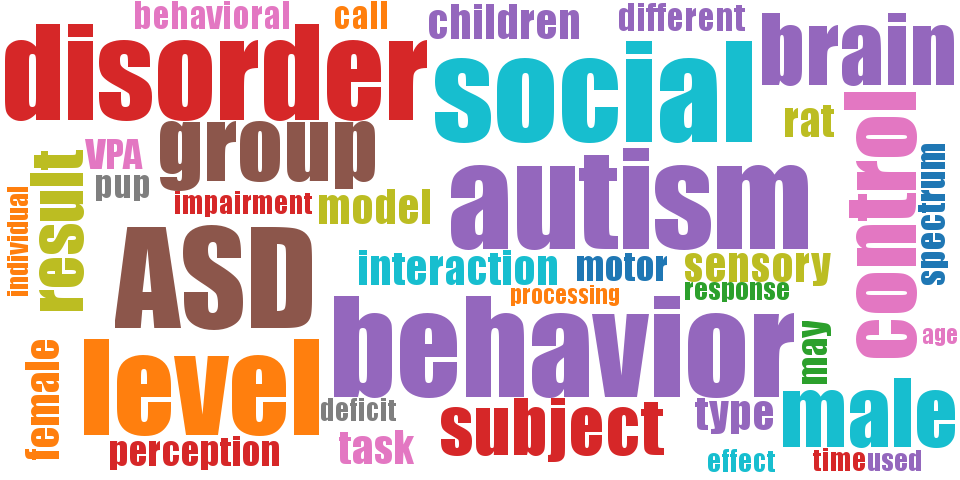 behavioral
call
children
different
disorder
social
brain
group
rat
control
VPA
pup
result
individual
impairment
model
autism
spectrum
ASD
interaction
motor
sensory
processing
response
behavior
level
female
may
age
deficit
subject
type
male
perception
task
effect
time
used